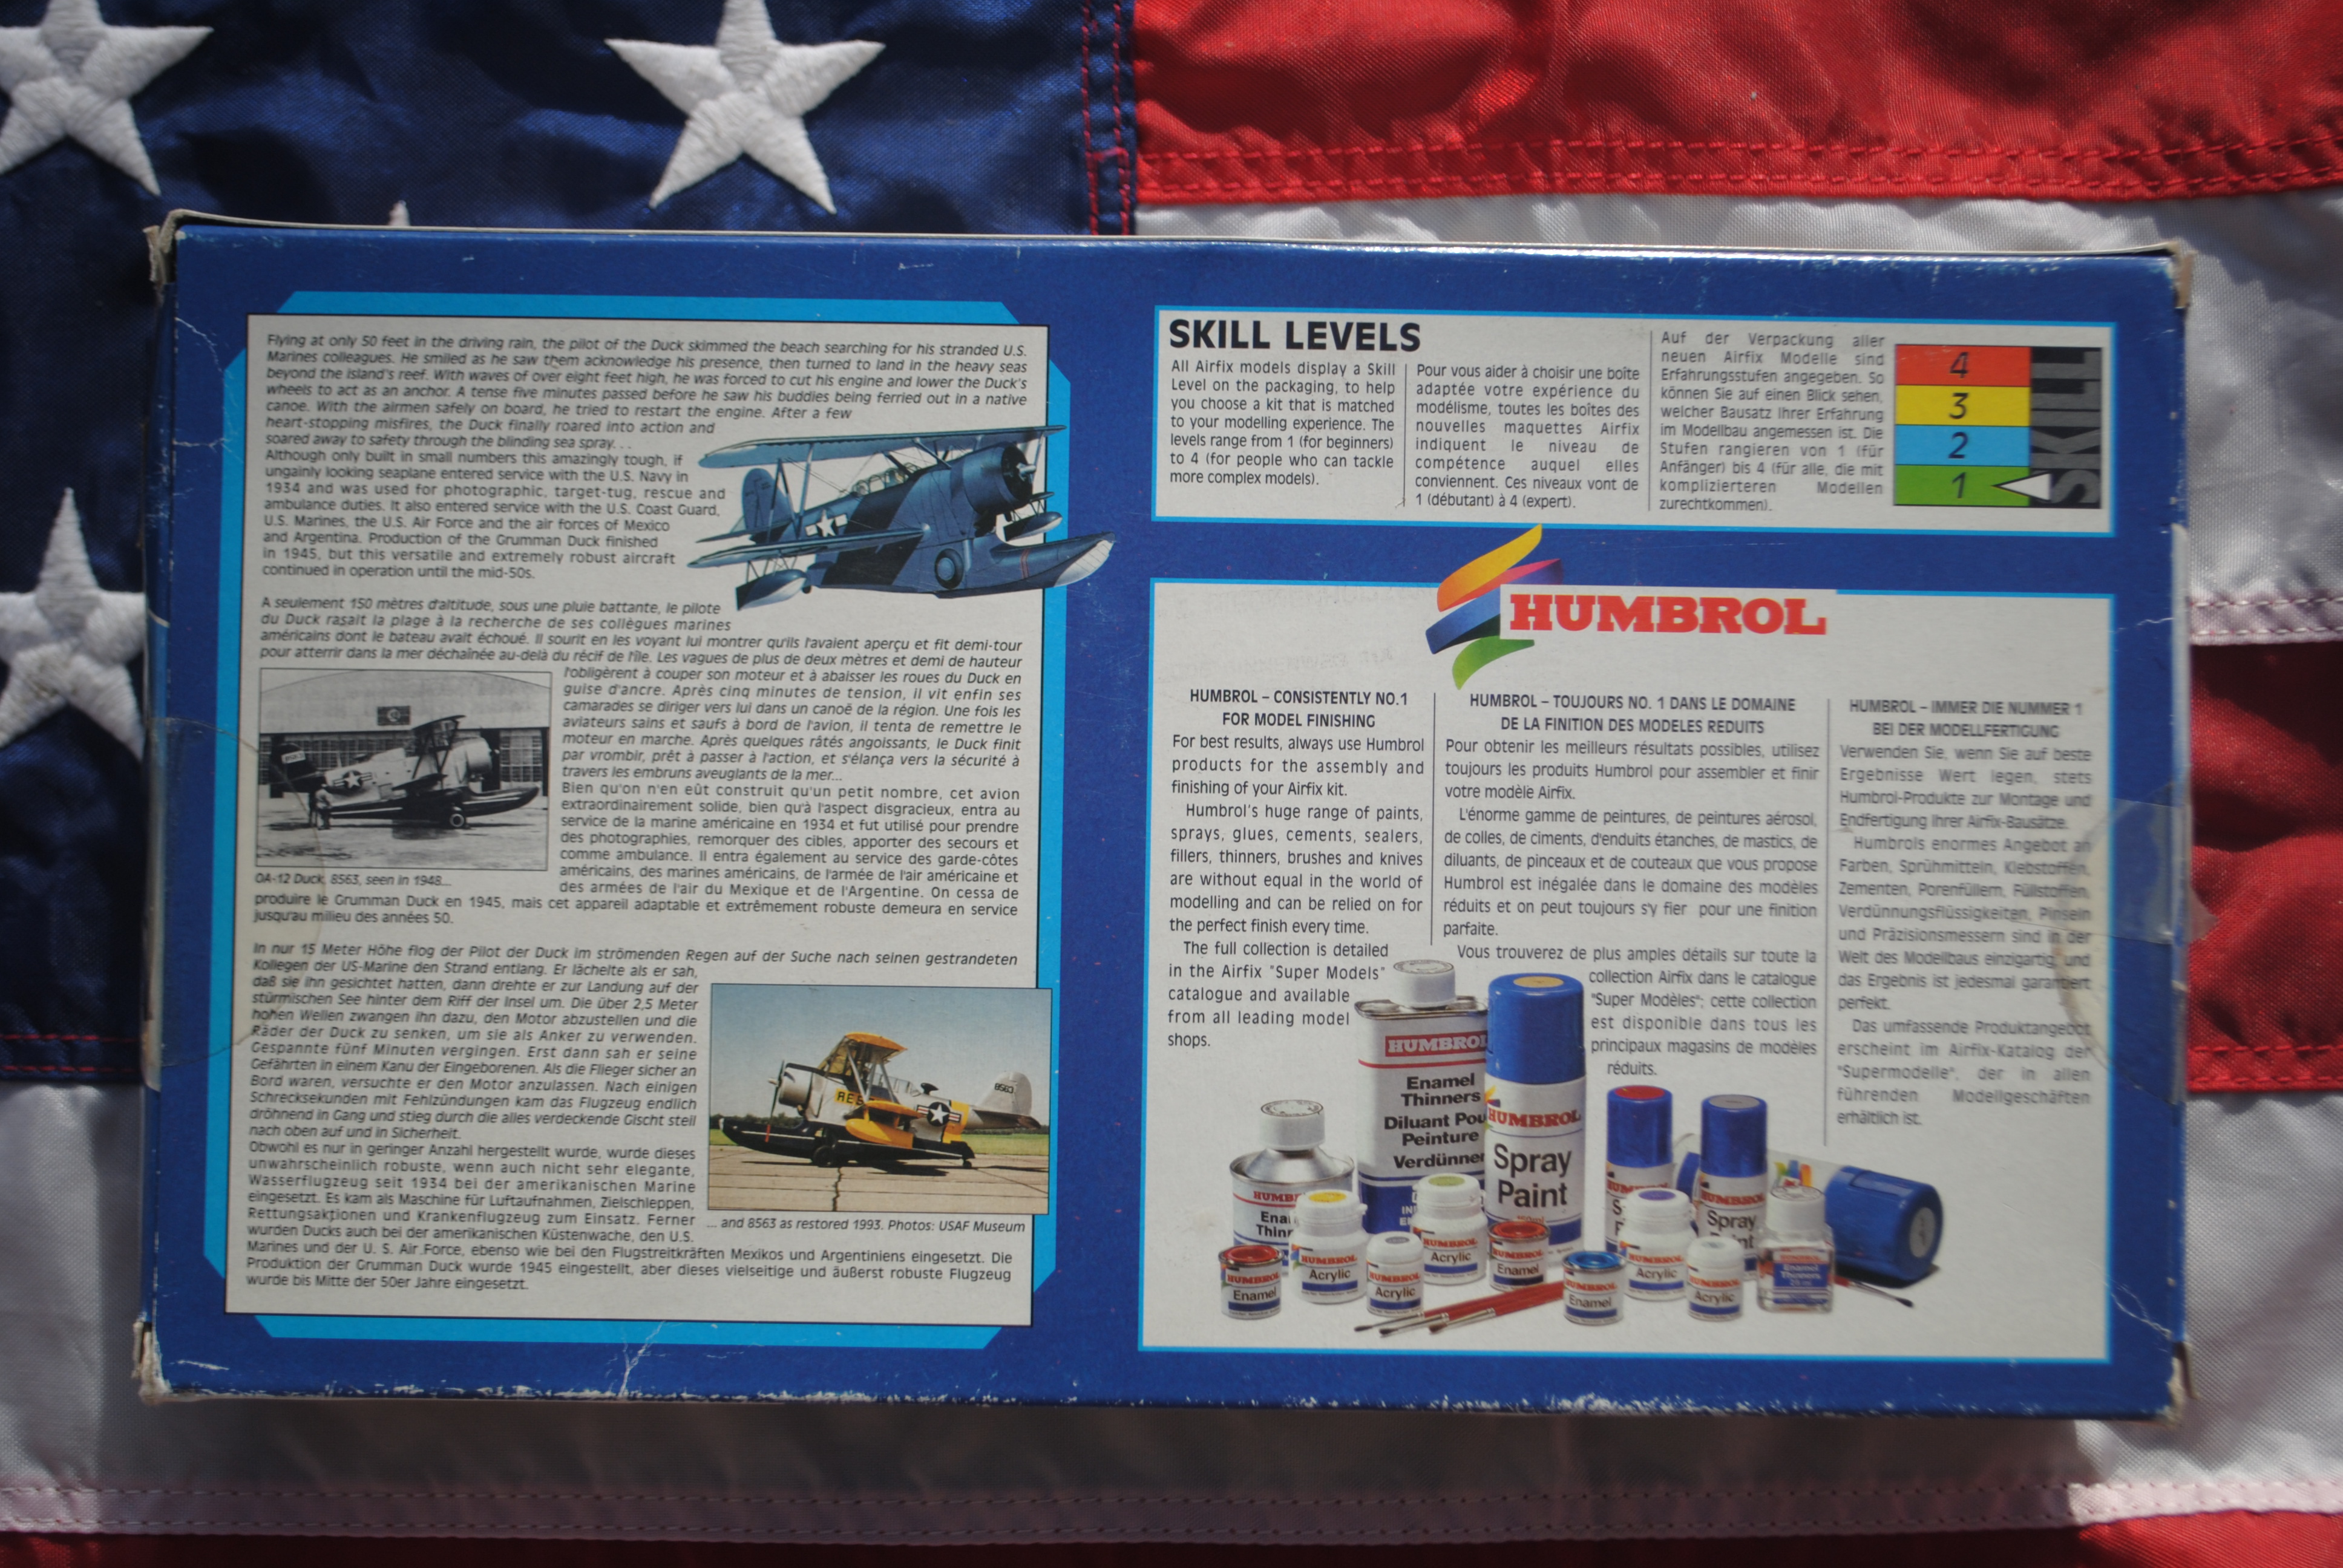 Flying at only 50 feet in the driving rain, the pilot of the Duck skimmed the beach searching for his stranded U.S.
Marines colleagues. He smiled as he saw them acknowledge his presence, then turned to land in the heavy seas
beyond the island's reef. With waves of over eight feet high, he was forced to cut his engine and lower the Duck's
wheels to act as an anchor. A tense five minutes passed before he saw his buddies being ferried out in a native
canoe. With the airmen safely on board, he tried to restart the engine. After a few
heart-stopping misfires, the Duck finally roared into action and
soared away to safety through the blinding sea spray. . .
Although only built in small numbers this amazingly tough, if
ungainly looking seaplane entered service with the U.S. Navy in
1934 and was used for photographic, target-tug, rescue and
ambulance duties. It also entered service with the U.S. Coast Guard,
U.S. Marines, the U.S. Air Force and the air forces of Mexico
and Argentina. Production of the Grumman Duck finished
in 1945, but this versatile and extremely robust aircraft
continued in operation until the mid-50s.
A seulement 150 mètres d'altitude, sous une pluie battante, le pilote
du Duck rasait la plage à la recherche de ses collègues marines
américains dont le bateau avait échoué. Il sourit en les voyant lui montrer qu'ils l'avaient aperçu et fit demi-tour
pour atterrir dans la mer déchaînée au-delà du récif de l'île. Les vagues de plus de deux mètres et demi de hauteur
l'obligèrent à couper son moteur et à abaisser les roues du Duck en
guise d'ancre. Après cinq minutes de tension, il vit enfin ses
camarades se diriger vers lui dans un canoë de la région. Une fois les
aviateurs sains et saufs à bord de l'avion, il tenta de remettre le
moteur en marche. Après quelques râtés angoissants, le Duck finit
par vrombir, prêt à passer à l'action, et s'élança vers la sécurité à
travers les embruns aveuglants de la mer...
Bien qu'on n'en eût construit qu'un petit nombre, cet avion
extraordinairement solide, bien qu'à l'aspect disgracieux, entra au
service de la marine américaine en 1934 et fut utilisé pour prendre
des photographies, remorquer des cibles, apporter des secours et
comme ambulance. Il entra également au service des garde-côtes
américains, des marines américains, de l'armée de l'air américaine et
des armées de l'air du Mexique et de l'Argentine. On cessa de
produire le Grumman Duck en 1945, mais cet appareil adaptable et extrêmement robuste demeura en service
jusqu'au milieu des années 50.
OA-12 Duck, 8563, seen in 1948...
In nur 15 Meter Höhe flog der Pilot der Duck im strömenden Regen auf der Suche nach seinen gestrandeten
Kollegen der US-Marine den Strand entlang. Er lächelte als er sah,
daß sie ihn gesichtet hatten, dann drehte er zur Landung auf der
stürmischen See hinter dem Riff der Insel um. Die über 2,5 Meter
hohen Wellen zwangen ihn dazu, den Motor abzustellen und die
Räder der Duck zu senken, um sie als Anker zu verwenden.
Gespannte fünf Minuten vergingen. Erst dann sah er seine
Gefährten in einem Kanu der Eingeborenen. Als die Flieger sicher an
Bord waren, versuchte er den Motor anzulassen. Nach einigen
Schrecksekunden mit Fehlzündungen kam das Flugzeug endlich
dröhnend in Gang und stieg durch die alles verdeckende Gischt steil
nach oben auf und in Sicherheit.
Obwohl es nur in geringer Anzahl hergestellt wurde, wurde dieses
unwahrscheinlich robuste, wenn auch nicht sehr elegante,
Wasserflugzeug seit 1934 bei der amerikanischen Marine
eingesetzt. Es kam als Maschine für Luftaufnahmen, Zielschleppen,
Rettungsaktionen und Krankenflugzeug zum Einsatz. Ferner
wurden Ducks auch bei der amerikanischen Küstenwache, den U.S.
Marines und der U. S. Air Force, ebenso wie bei den Flugstreitkräften Mexikos und Argentiniens eingesetzt. Die
Produktion der Grumman Duck wurde 1945 eingestellt, aber dieses vielseitige und äußerst robuste Flugzeug
wurde bis Mitte der 50er Jahre eingesetzt.
8563
... and 8563 as restored 1993. Photos: USAF Museum
SKILL LEVELS
All Airfix models display a Skill
Level on the packaging, to help
you choose a kit that is matched
to your modelling experience. The
levels range from 1 (for beginners)
to 4 (for people who can tackle
more complex models).
Pour vous aider à choisir une boîte
adaptée votre expérience du
modélisme, toutes les boîtes des
nouvelles maquettes Airfix
indiquent le niveau de
compétence auquel elles
conviennent. Ces niveaux vont de
1 (débutant) à 4 (expert).
Auf der Verpackung aller
neuen Airfix Modelle sind
Erfahrungsstufen angegeben. So
können Sie auf einen Blick sehen,
welcher Bausatz Ihrer Erfahrung
im Modellbau angemessen ist. Die
Stufen rangieren von 1 (für
Anfänger) bis 4 (für alle, die mit
komplizierteren Modellen
zurechtkommen).
4
3
2
1
SKILL
HUMBROL
HUMBROL – CONSISTENTLY NO.1
FOR MODEL FINISHING
For best results, always use Humbrol
products for the assembly and
finishing of your Airfix kit.
Humbrol's huge range of paints,
sprays, glues, cements, sealers,
fillers, thinners, brushes and knives
are without equal in the world of
modelling and can be relied on for
the perfect finish every time.
The full collection is detailed
in the Airfix "Super Models"
catalogue and available
from all leading model
shops.
HUMBROL – TOUJOURS NO. 1 DANS LE DOMAINE
DE LA FINITION DES MODELES REDUITS
Pour obtenir les meilleurs résultats possibles, utilisez
toujours les produits Humbrol pour assembler et finir
votre modèle Airfix.
L'énorme gamme de peintures, de peintures aérosol,
de colles, de ciments, d'enduits étanches, de mastics, de
diluants, de pinceaux et de couteaux que vous propose
Humbrol est inégalée dans le domaine des modèles
réduits et on peut toujours s'y fier pour une finition
parfaite.
Vous trouverez de plus amples détails sur toute la
collection Airfix dans le catalogue
"Super Modèles"; cette collection
est disponible dans tous les
principaux magasins de modèles
réduits.
HUMBROL – IMMER DIE NUMMER 1
BEI DER MODELLFERTIGUNG
Verwenden Sie, wenn Sie auf beste
Ergebnisse Wert legen, stets
Humbrol-Produkte zur Montage und
Endfertigung Ihrer Airfix-Bausätze.
Humbrols enormes Angebot an
Farben, Sprühmitteln, Klebstoffen,
Zementen, Porenfüllern, Füllstoffen,
Verdünnungsflüssigkeiten, Pinseln
und Präzisionsmessern sind in der
Welt des Modellbaus einzigartig, und
das Ergebnis ist jedesmal garantiert
perfekt.
Das umfassende Produktangebot
erscheint im Airfix-Katalog der
"Supermodelle", der in allen
führenden Modellgeschäften
erhältlich ist.
HUMBROL
Enamel
Thinners
Diluant Pou
Peinture
Verdünne
HUMBROL
Spray
Paint
HUMBROL
Spray
HUMBROL
Enamel
HUMBROL
Acrylic
HUMBROL
Acrylic
HUMBROL
Acrylic
HUMBROL
Enamel
HUMBROL
Enamel
HUMBROL
Acrylic
HUMBROL
Acrylic
HUMBROL
Enamel
Thinners